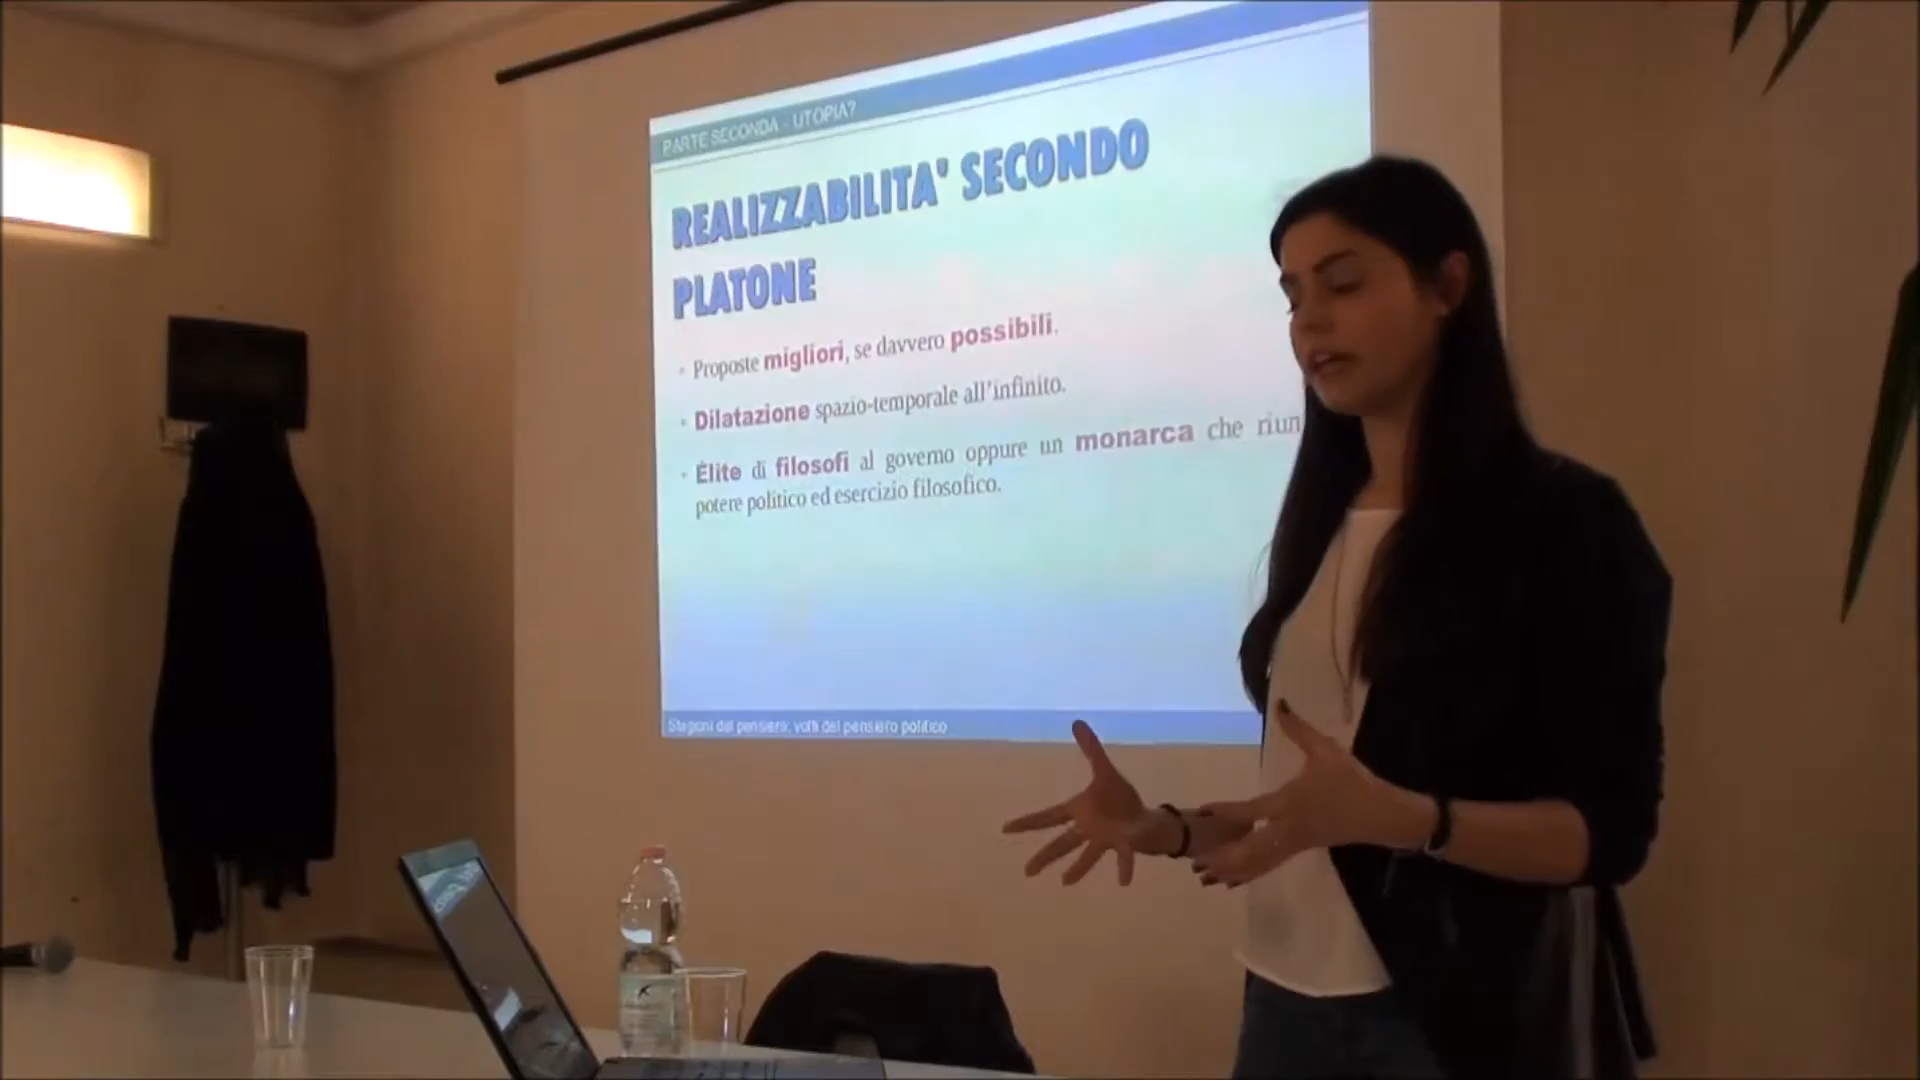 PARTE SECONDA - UTOPIA?
REALIZZABILITA' SECONDO
PLATONE
Proposte migliori, se davvero possibili.
Dilatazione spazio-temporale all'infinito.
Élite di filosofi al governo oppure un monarca che riun
potere politico ed esercizio filosofico.
Stagioni del pensiero: volti del pensiero politico